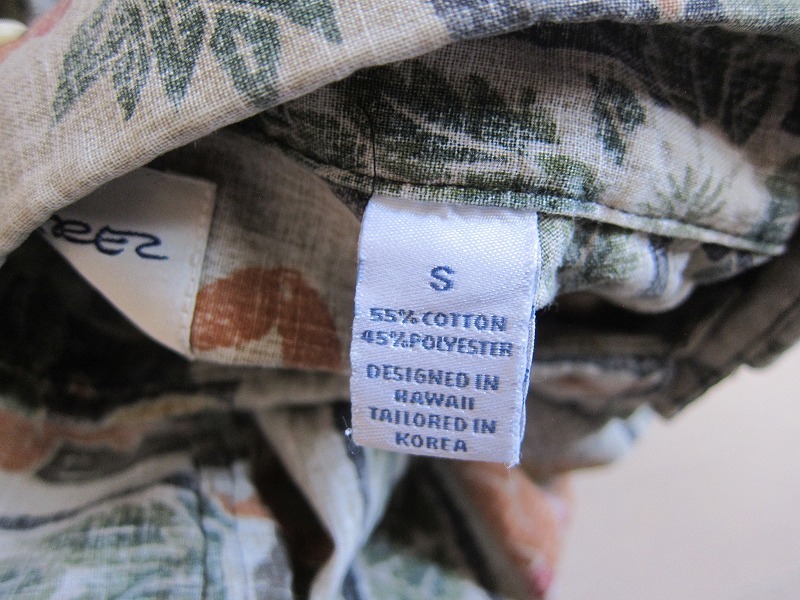 S
55% COTTON
45% POLYESTER
DESIGNED IN
HAWAII
TAILORED IN
KOREA